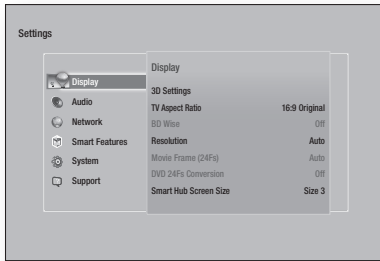 Settings
Display
Audio
Network
Smart Features
System
Support
Display
3D Settings
TV Aspect Ratio 16:9 Original
BD Wise Off
Resolution Auto
Movie Frame (24Fs) Auto
DVD 24Fs Conversion Off
Smart Hub Screen Size Size 3